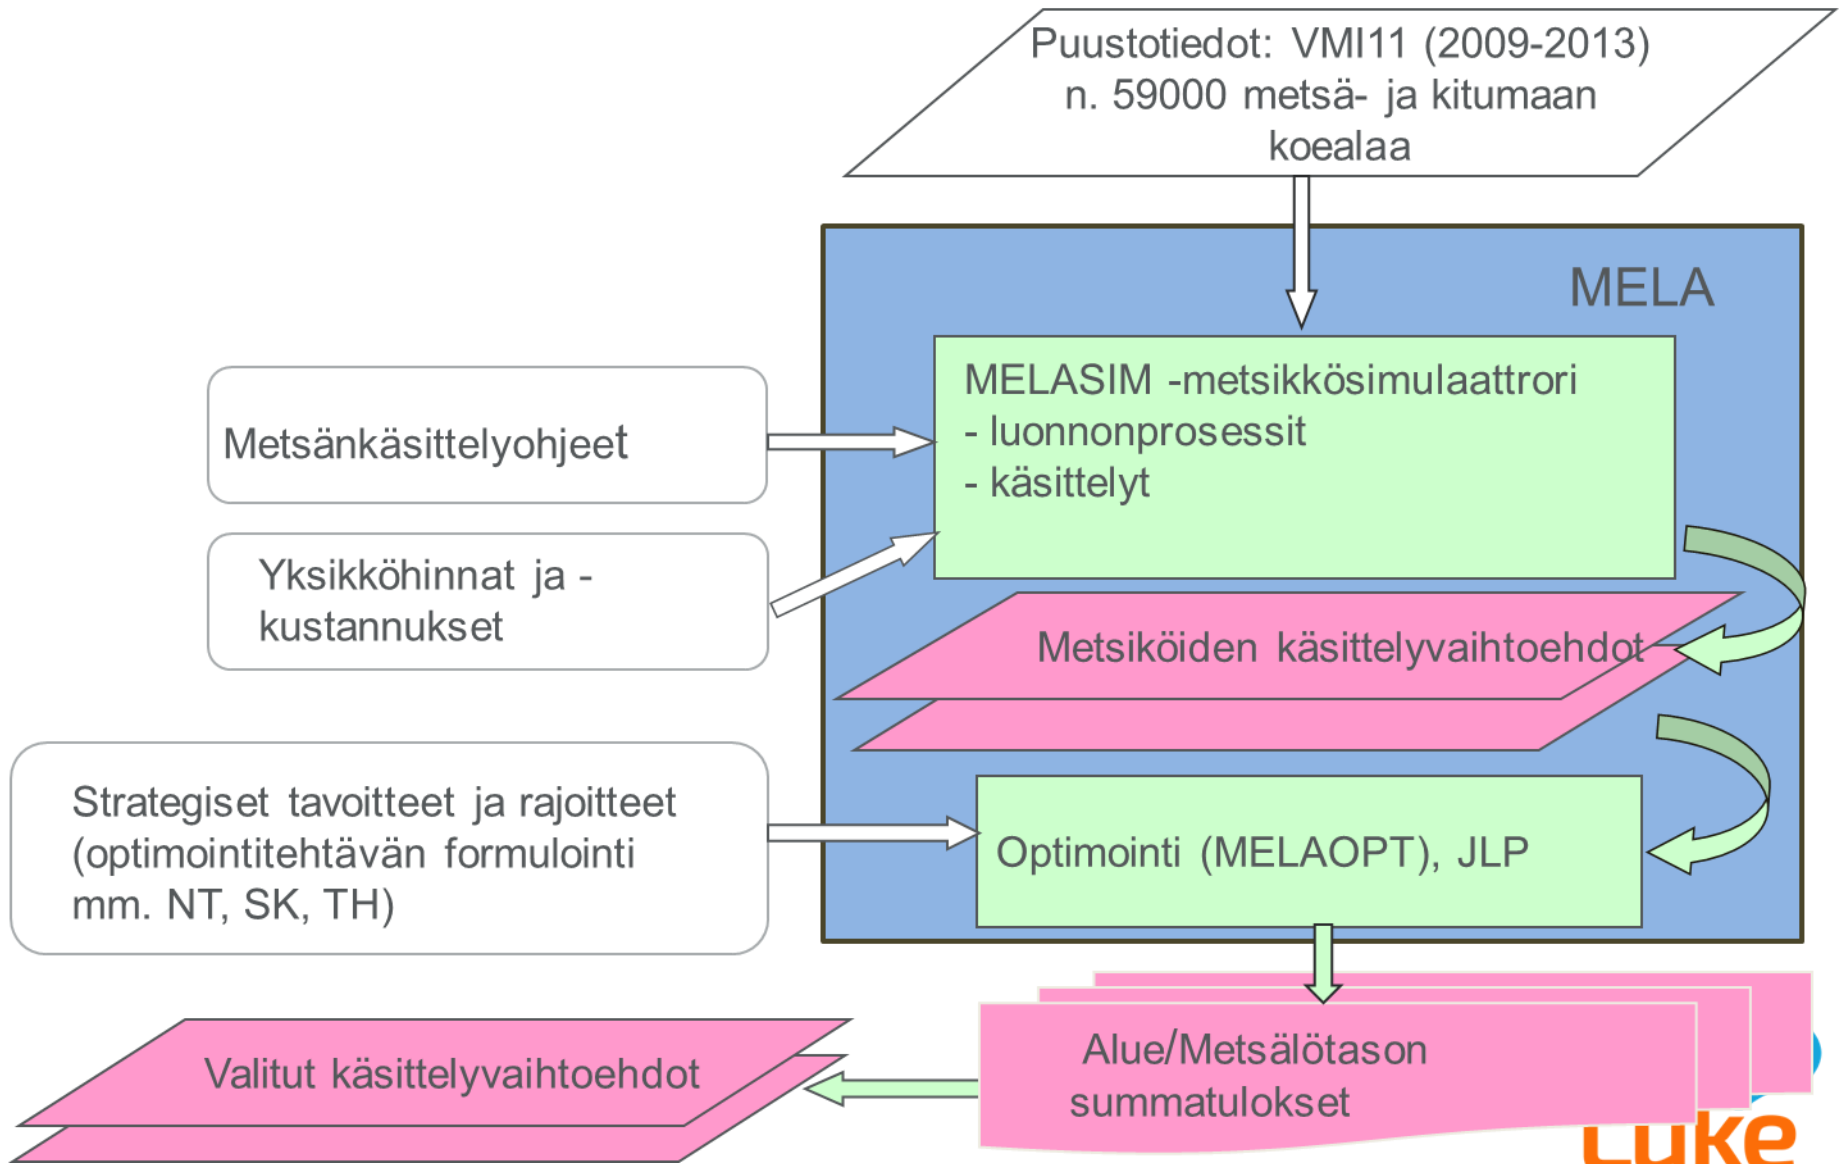 Puustotiedot: VMI11 (2009-2013)
n. 59000 metsä- ja kitumaan
koealaa
MELA
MELASIM -metsikkösimulaattrori
- luonnonprosessit
- käsittelyt
Metsänkäsittelyohjeet
Yksikköhinnat ja -
kustannukset
Metsiköiden käsittelyvaihtoehdot
Strategiset tavoitteet ja rajoitteet
(optimointitehtävän formulointi
mm. NT, SK, TH)
Optimointi (MELAOPT), JLP
Alue/Metsälötason
summatulokset
Valitut käsittelyvaihtoehdot
Luke